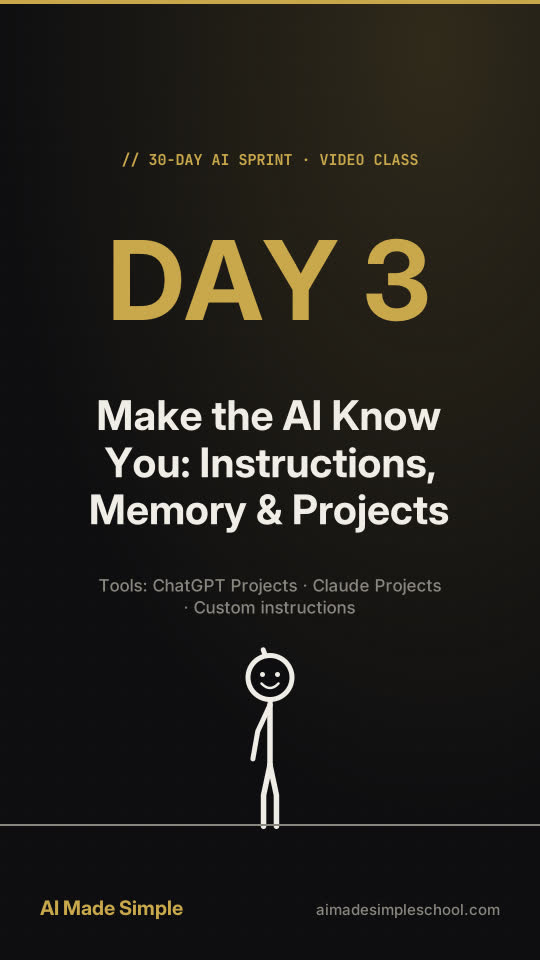 // 30-DAY AI SPRINT · VIDEO CLASS
DAY 3
Make the AI Know
You: Instructions,
Memory & Projects
Tools: ChatGPT Projects · Claude Projects
· Custom instructions
AI Made Simple
aimadesimpleschool.com